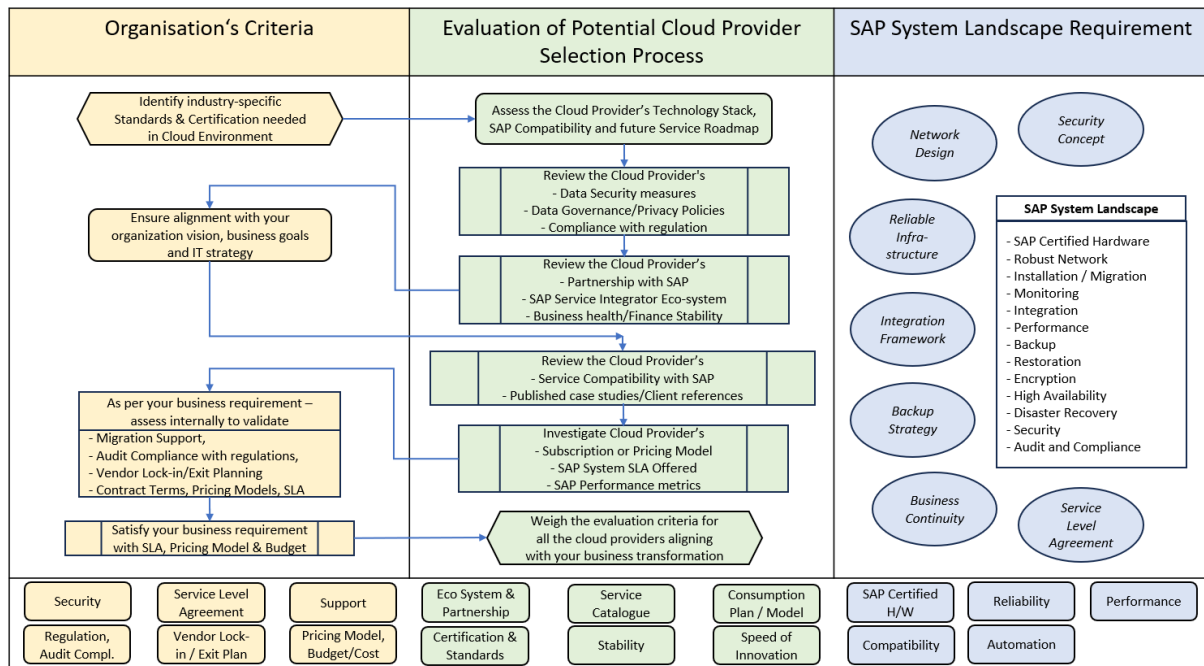 Organisation's Criteria
Evaluation of Potential Cloud Provider
Selection Process
SAP System Landscape Requirement
Identify industry-specific
Standards & Certification needed
in Cloud Environment
Ensure alignment with your
organization vision, business goals
and IT strategy
As per your business requirement –
assess internally to validate
- Migration Support,
- Audit Compliance with regulations,
- Vendor Lock-in/Exit Planning
- Contract Terms, Pricing Models, SLA
Satisfy your business requirement
with SLA, Pricing Model & Budget
Assess the Cloud Provider's Technology Stack,
SAP Compatibility and future Service Roadmap
Review the Cloud Provider's
- Data Security measures
- Data Governance/Privacy Policies
- Compliance with regulation
Review the Cloud Provider's
- Partnership with SAP
- SAP Service Integrator Eco-system
- Business health/Finance Stability
Review the Cloud Provider's
- Service Compatibility with SAP
- Published case studies/Client references
Investigate Cloud Provider's
- Subscription or Pricing Model
- SAP System SLA Offered
- SAP Performance metrics
Weigh the evaluation criteria for
all the cloud providers aligning
with your business transformation
Network
Design
Security
Concept
Reliable
Infra-
structure
Integration
Framework
Backup
Strategy
Business
Continuity
Service
Level
Agreement
SAP System Landscape
- SAP Certified Hardware
- Robust Network
- Installation / Migration
- Monitoring
- Integration
- Performance
- Backup
- Restoration
- Encryption
- High Availability
- Disaster Recovery
- Security
- Audit and Compliance
Security
Service Level
Agreement
Support
Regulation,
Audit Compl.
Vendor Lock-
in / Exit Plan
Pricing Model,
Budget/Cost
Eco System &
Partnership
Service
Catalogue
Consumption
Plan / Model
Certification &
Standards
Stability
Speed of
Innovation
SAP Certified
H/W
Reliability
Performance
Compatibility
Automation